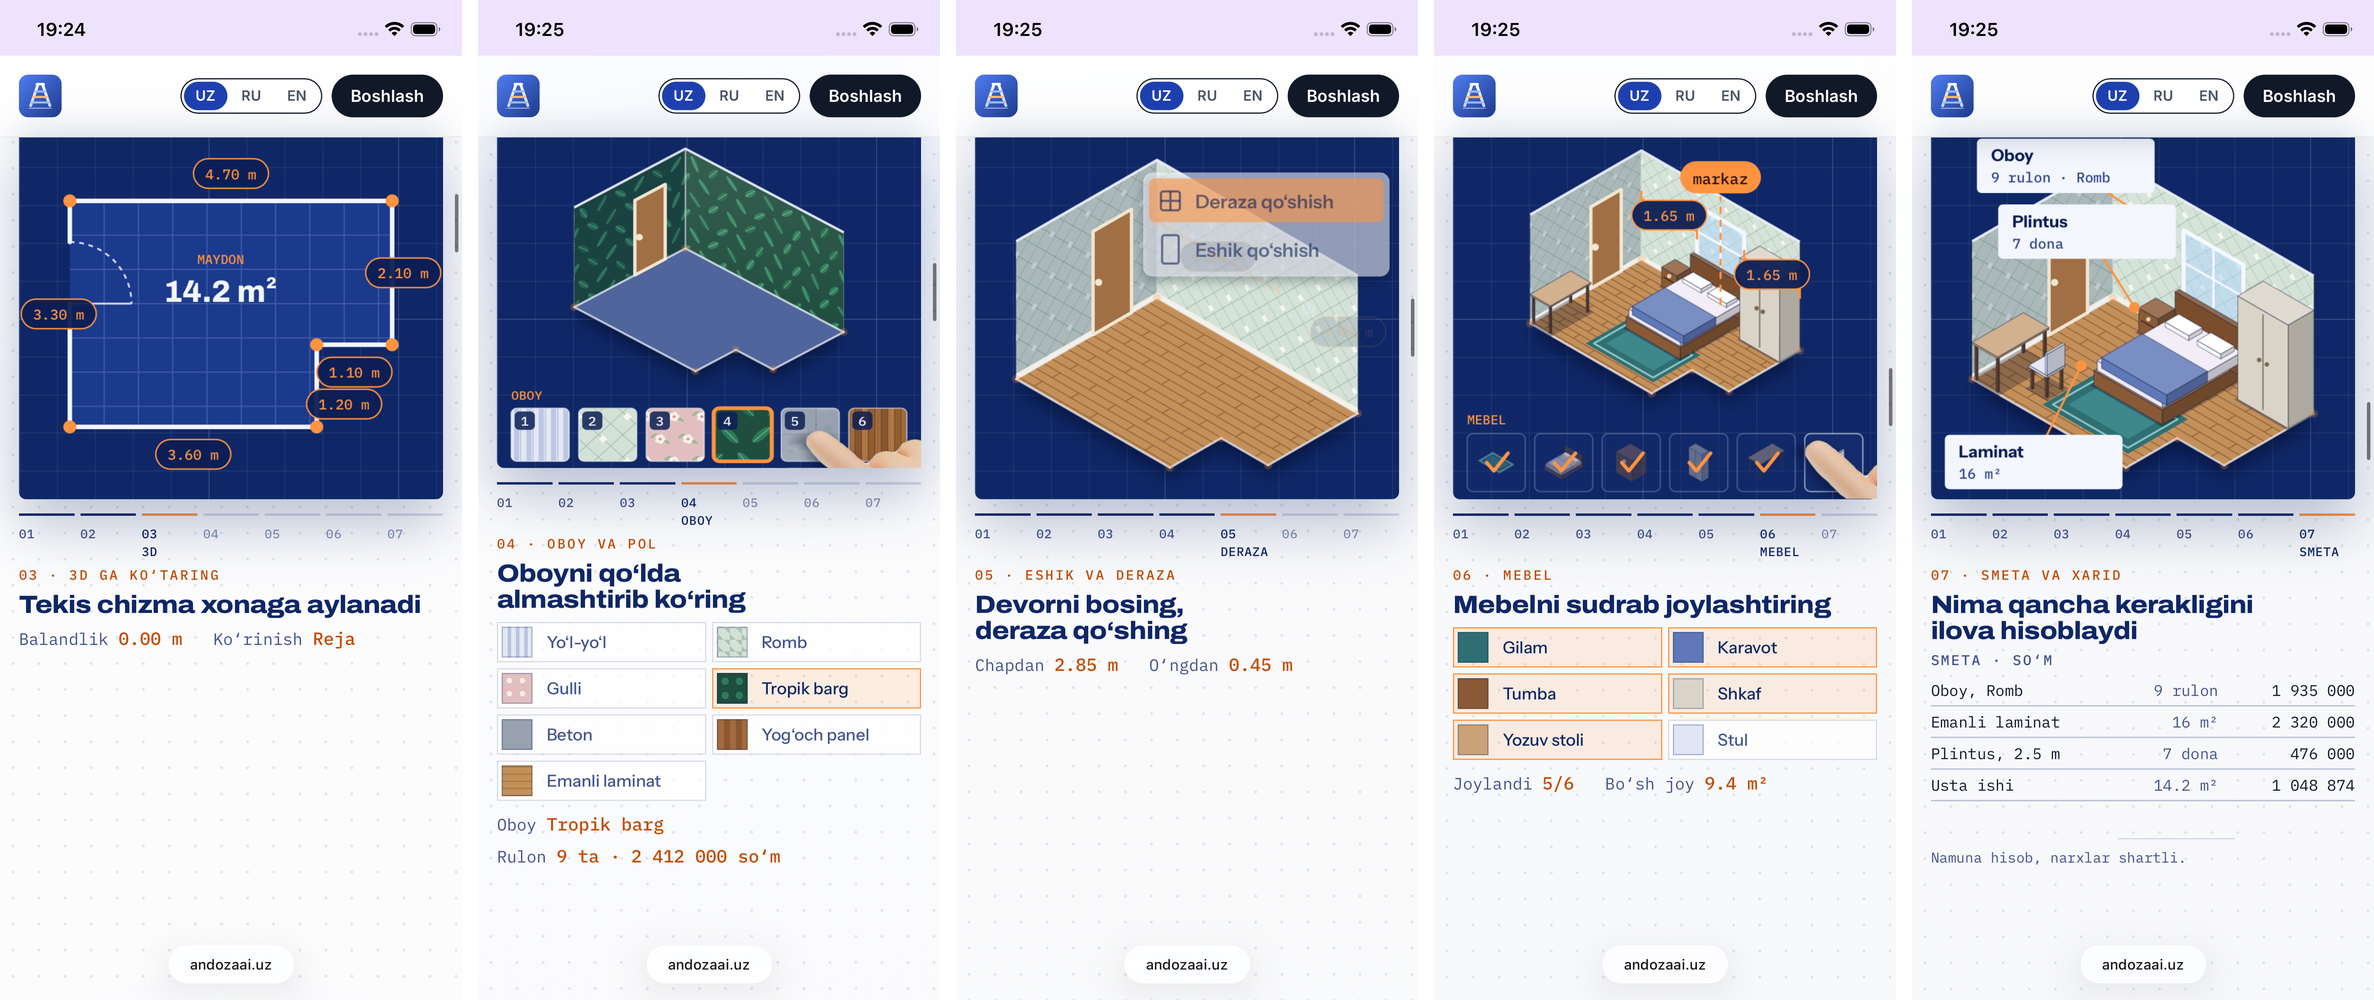 19:24
UZ RU EN Boshlash
4.70 m
MAYDON
14.2 m²
2.10 m
3.30 m
1.10 m
1.20 m
3.60 m
01 02 03 04 05 06 07
3D
03 · 3D GA KO‘TARING
Tekis chizma xonaga aylanadi
Balandlik 0.00 m Ko‘rinish Reja
andozaai.uz
19:25
UZ RU EN Boshlash
OBOY
1 2 3 4 5 6
01 02 03 04 05 06 07
OBOY
04 · OBOY VA POL
Oboyni qo‘lda
almashtirib ko‘ring
Yo‘l-yo‘l Romb
Gulli Tropik barg
Beton Yog‘och panel
Emanli laminat
Oboy Tropik barg
Rulon 9 ta · 2 412 000 so‘m
andozaai.uz
19:25
UZ RU EN Boshlash
Deraza qo‘shish
Eshik qo‘shish
01 02 03 04 05 06 07
DERAZA
05 · ESHIK VA DERAZA
Devorni bosing,
deraza qo‘shing
Chapdan 2.85 m O‘ngdan 0.45 m
andozaai.uz
19:25
UZ RU EN Boshlash
markaz
1.65 m
1.65 m
MEBEL
01 02 03 04 05 06 07
MEBEL
06 · MEBEL
Mebelni sudrab joylashtiring
Gilam Karavot
Tumba Shkaf
Yozuv stoli Stul
Joylandi 5/6 Bo‘sh joy 9.4 m²
andozaai.uz
19:25
UZ RU EN Boshlash
Oboy
9 rulon · Romb
Plintus
7 dona
Laminat
16 m²
01 02 03 04 05 06 07
SMETA
07 · SMETA VA XARID
Nima qancha kerakligini
ilova hisoblaydi
SMETA · SO‘M
Oboy, Romb 9 rulon 1 935 000
Emanli laminat 16 m² 2 320 000
Plintus, 2.5 m 7 dona 476 000
Usta ishi 14.2 m² 1 048 874
Namuna hisob, narxlar shartli.
andozaai.uz